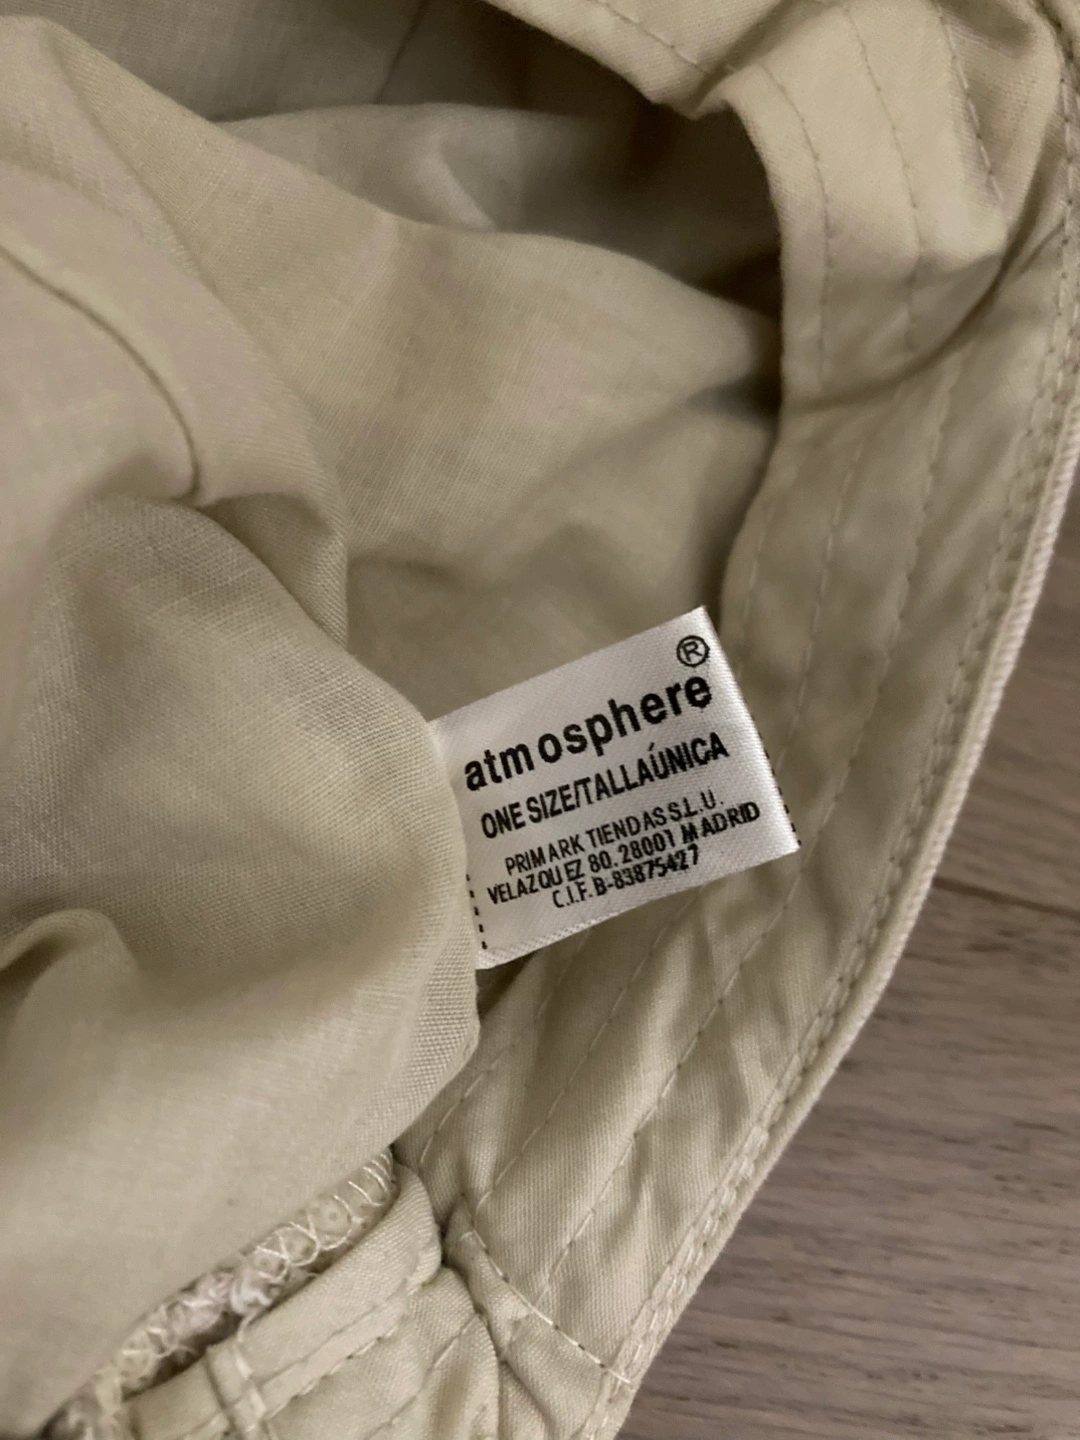 ®
atmosphere
ONE SIZE/TALLAÚNICA
PRIMARK TIENDAS S.L.U.
VELAZQUEZ 80. 28001 MADRID
C.I.F. B-83875427